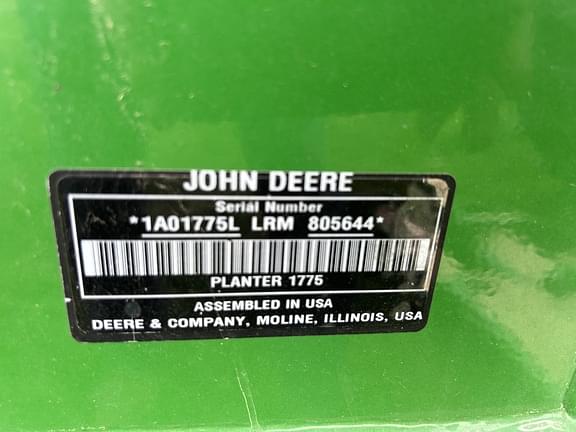 JOHN DEERE
Serial Number
*1A01775L LRM 805644*
PLANTER 1775
ASSEMBLED IN USA
DEERE & COMPANY, MOLINE, ILLINOIS, USA